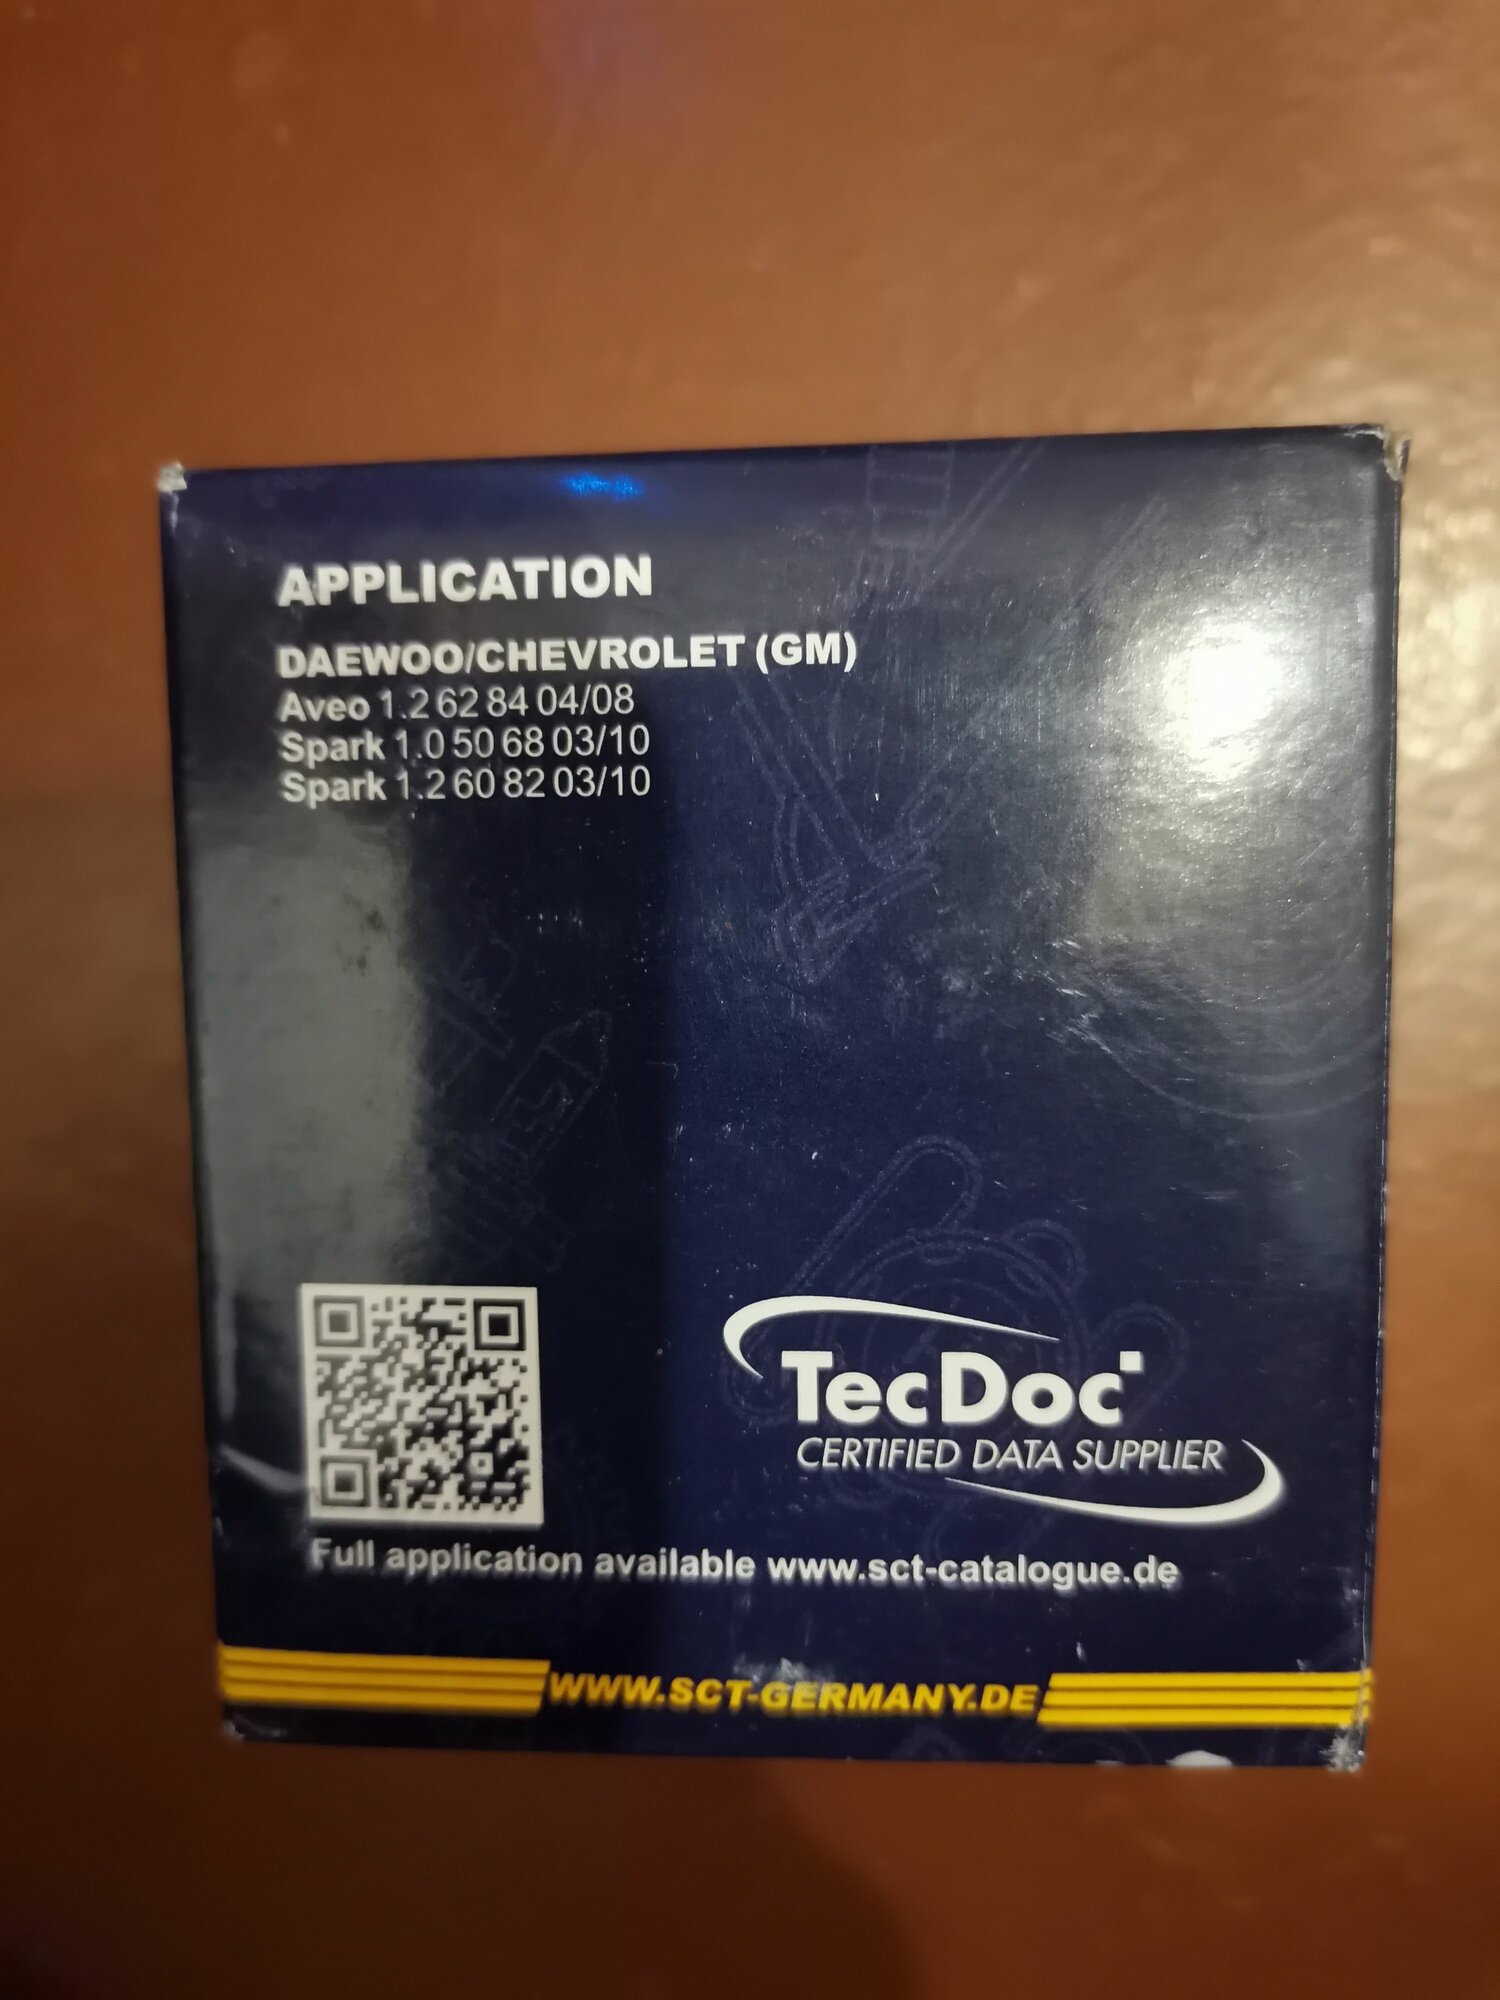 APPLICATION
DAEWOO/CHEVROLET (GM)
Aveo 1.2 62 84 04/08
Spark 1.0 50 68 03/10
Spark 1.2 60 82 03/10
TecDoc
CERTIFIED DATA SUPPLIER
Full application available www.sct-catalogue.de
WWW.SCT-GERMANY.DE